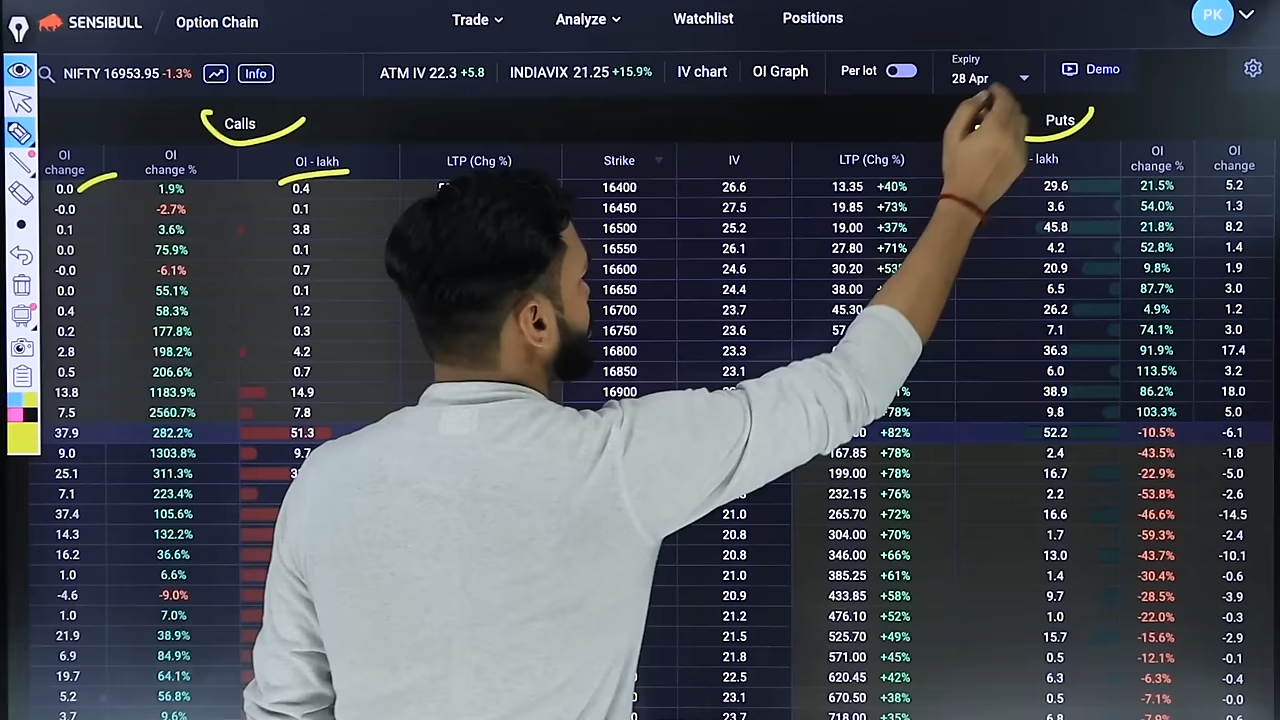 SENSIBULL / Option Chain Trade Analyze Watchlist Positions PK
NIFTY 16953.95 -1.3% Info ATM IV 22.3 +5.8 INDIAVIX 21.25 +15.9% IV chart OI Graph Per lot Expiry 28 Apr Demo
Calls Puts
OI change OI change % OI - lakh LTP (Chg %) Strike IV LTP (Chg %) - lakh OI change % OI change
0.0 1.9% 0.4 16400 26.6 13.35 +40% 29.6 21.5% 5.2
-0.0 -2.7% 0.1 16450 27.5 19.85 +73% 3.6 54.0% 1.3
0.1 3.6% 3.8 16500 25.2 19.00 +37% 45.8 21.8% 8.2
0.0 75.9% 0.1 16550 26.1 27.80 +71% 4.2 52.8% 1.4
-0.0 -6.1% 0.7 16600 24.6 30.20 20.9 9.8% 1.9
0.0 55.1% 0.1 16650 24.4 38.00 6.5 87.7% 3.0
0.4 58.3% 1.2 16700 23.7 45.30 26.2 4.9% 1.2
0.2 177.8% 0.3 16750 23.6 7.1 74.1% 3.0
2.8 198.2% 4.2 16800 23.3 36.3 91.9% 17.4
0.5 206.6% 0.7 16850 23.1 6.0 113.5% 3.2
13.8 1183.9% 14.9 16900 38.9 86.2% 18.0
7.5 2560.7% 7.8 9.8 103.3% 5.0
37.9 282.2% 51.3 +82% 52.2 -10.5% -6.1
9.0 1303.8% 9.7 167.85 +78% 2.4 -43.5% -1.8
25.1 311.3% 199.00 +78% 16.7 -22.9% -5.0
7.1 223.4% 232.15 +76% 2.2 -53.8% -2.6
37.4 105.6% 21.0 265.70 +72% 16.6 -46.6% -14.5
14.3 132.2% 20.8 304.00 +70% 1.7 -59.3% -2.4
16.2 36.6% 20.8 346.00 +66% 13.0 -43.7% -10.1
1.0 6.6% 21.0 385.25 +61% 1.4 -30.4% -0.6
-4.6 -9.0% 20.9 433.85 +58% 9.7 -28.5% -3.9
1.0 7.0% 21.2 476.10 +52% 1.0 -22.0% -0.3
21.9 38.9% 21.5 525.70 +49% 15.7 -15.6% -2.9
6.9 84.9% 21.8 571.00 +45% 0.5 -12.1% -0.1
19.7 64.1% 22.5 620.45 +42% 6.3 -6.3% -0.4
5.2 56.8% 23.1 670.50 +38% 0.5 -7.1% -0.0
3.7 9.6% 23.7 718.00 +35% 6.8